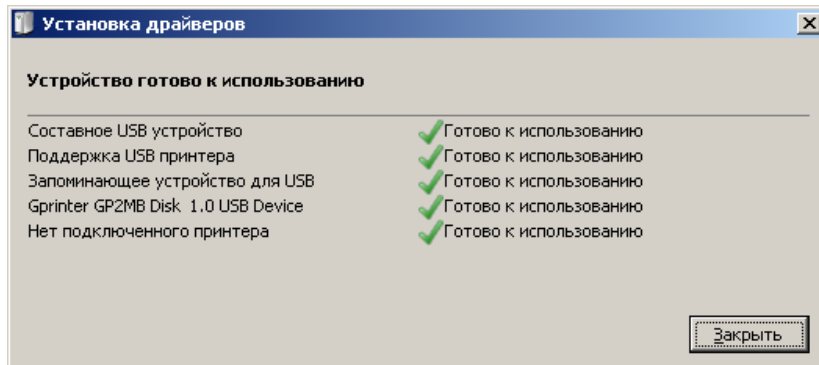 Установка драйверов
Устройство готово к использованию
Составное USB устройство Готово к использованию
Поддержка USB принтера Готово к использованию
Запоминающее устройство для USB Готово к использованию
Gprinter GP2MB Disk 1.0 USB Device Готово к использованию
Нет подключенного принтера Готово к использованию
Закрыть